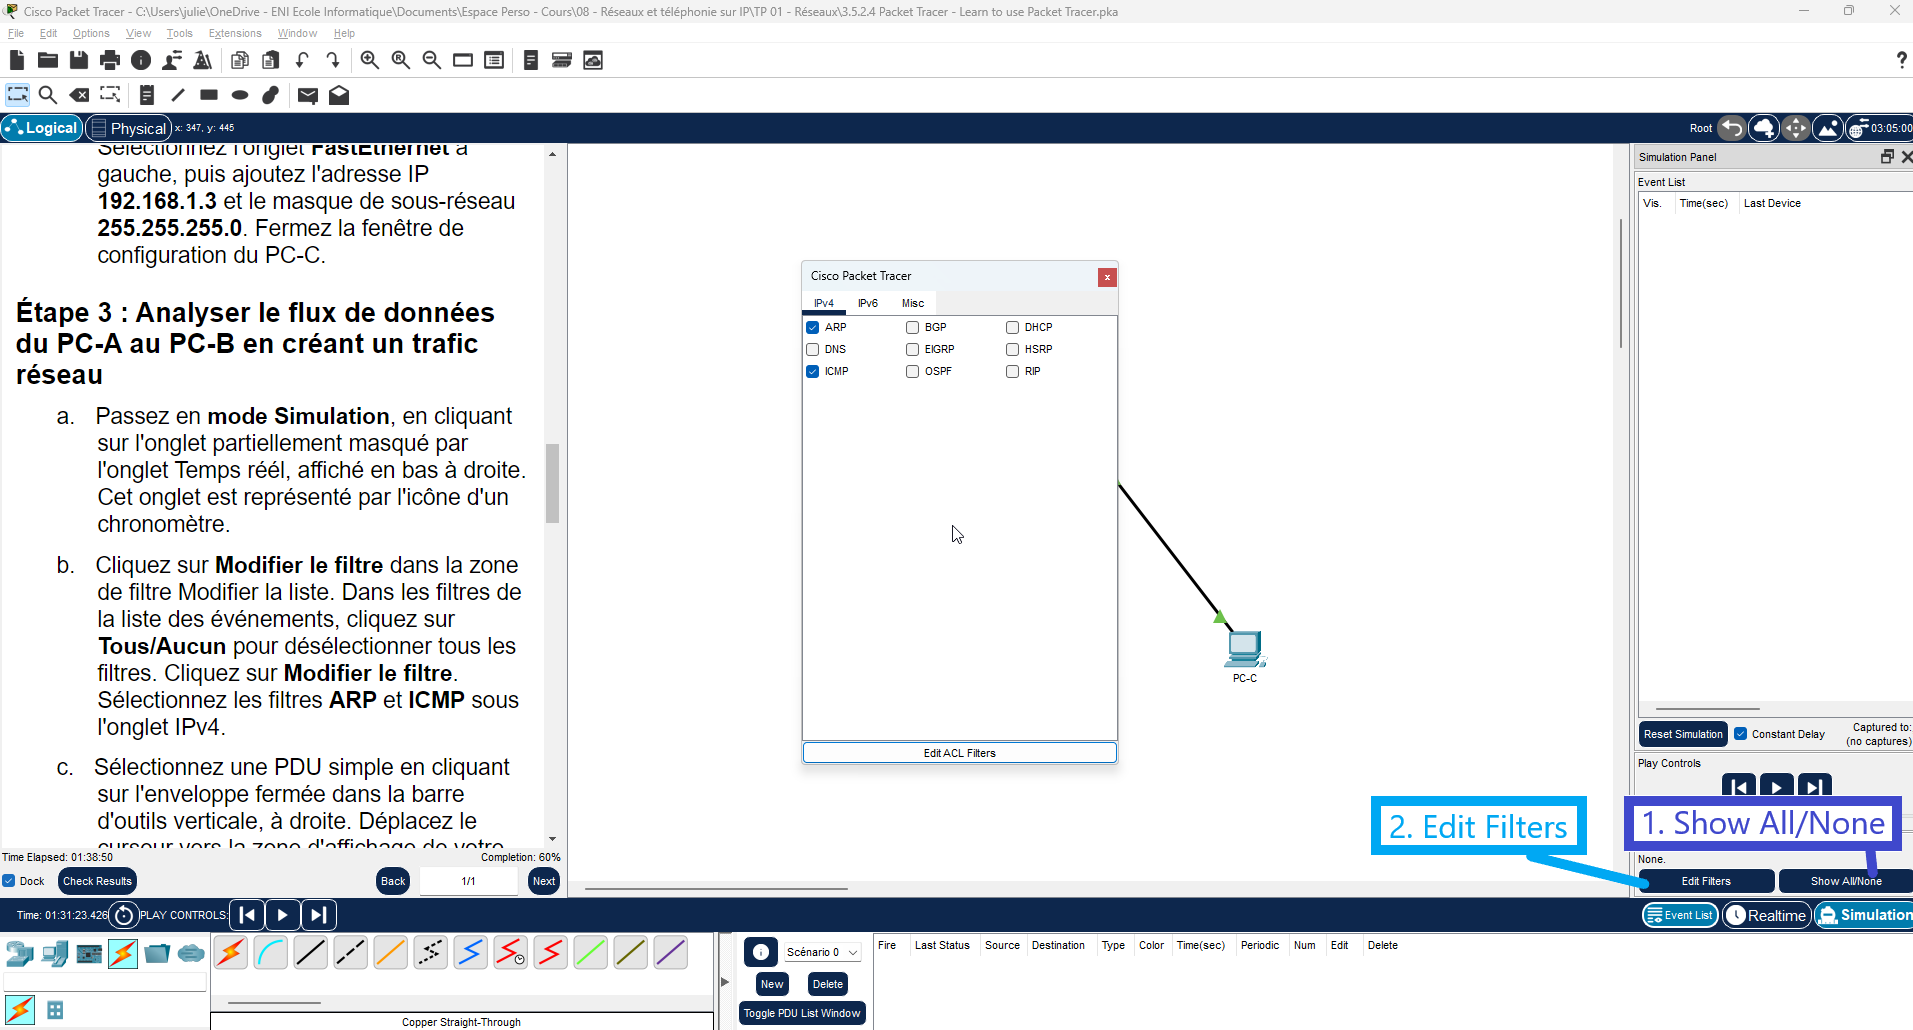 Cisco Packet Tracer - C:\Users\julie\OneDrive - ENI Ecole Informatique\Documents\Espace Perso - Cours\08 - Réseaux et téléphonie sur IP\TP 01 - Réseaux\3.5.2.4 Packet Tracer - Learn to use Packet Tracer.pka
File Edit Options View Tools Extensions Window Help
?
Logical Physical x: 347, y: 445
Root 03:05:00
Sélectionnez l'onglet FastEthernet à
gauche, puis ajoutez l'adresse IP
192.168.1.3 et le masque de sous-réseau
255.255.255.0. Fermez la fenêtre de
configuration du PC-C.
Étape 3 : Analyser le flux de données
du PC-A au PC-B en créant un trafic
réseau
a. Passez en mode Simulation, en cliquant
sur l'onglet partiellement masqué par
l'onglet Temps réél, affiché en bas à droite.
Cet onglet est représenté par l'icône d'un
chronomètre.
b. Cliquez sur Modifier le filtre dans la zone
de filtre Modifier la liste. Dans les filtres de
la liste des événements, cliquez sur
Tous/Aucun pour désélectionner tous les
filtres. Cliquez sur Modifier le filtre.
Sélectionnez les filtres ARP et ICMP sous
l'onglet IPv4.
c. Sélectionnez une PDU simple en cliquant
sur l'enveloppe fermée dans la barre
d'outils verticale, à droite. Déplacez le
curseur vers la zone d'affichage de votre
Time Elapsed: 01:38:50 Completion: 60%
Dock Check Results Back 1/1 Next
Cisco Packet Tracer x
IPv4 IPv6 Misc
ARP BGP DHCP
DNS EIGRP HSRP
ICMP OSPF RIP
Edit ACL Filters
PC-C
Simulation Panel
Event List
Vis. Time(sec) Last Device
Reset Simulation Constant Delay Captured to:
(no captures)
Play Controls
2. Edit Filters 1. Show All/None
None.
Edit Filters Show All/None
Time: 01:31:23.426 PLAY CONTROLS:
Event List Realtime Simulation
Scénario 0
New Delete
Toggle PDU List Window
Fire Last Status Source Destination Type Color Time(sec) Periodic Num Edit Delete
Copper Straight-Through